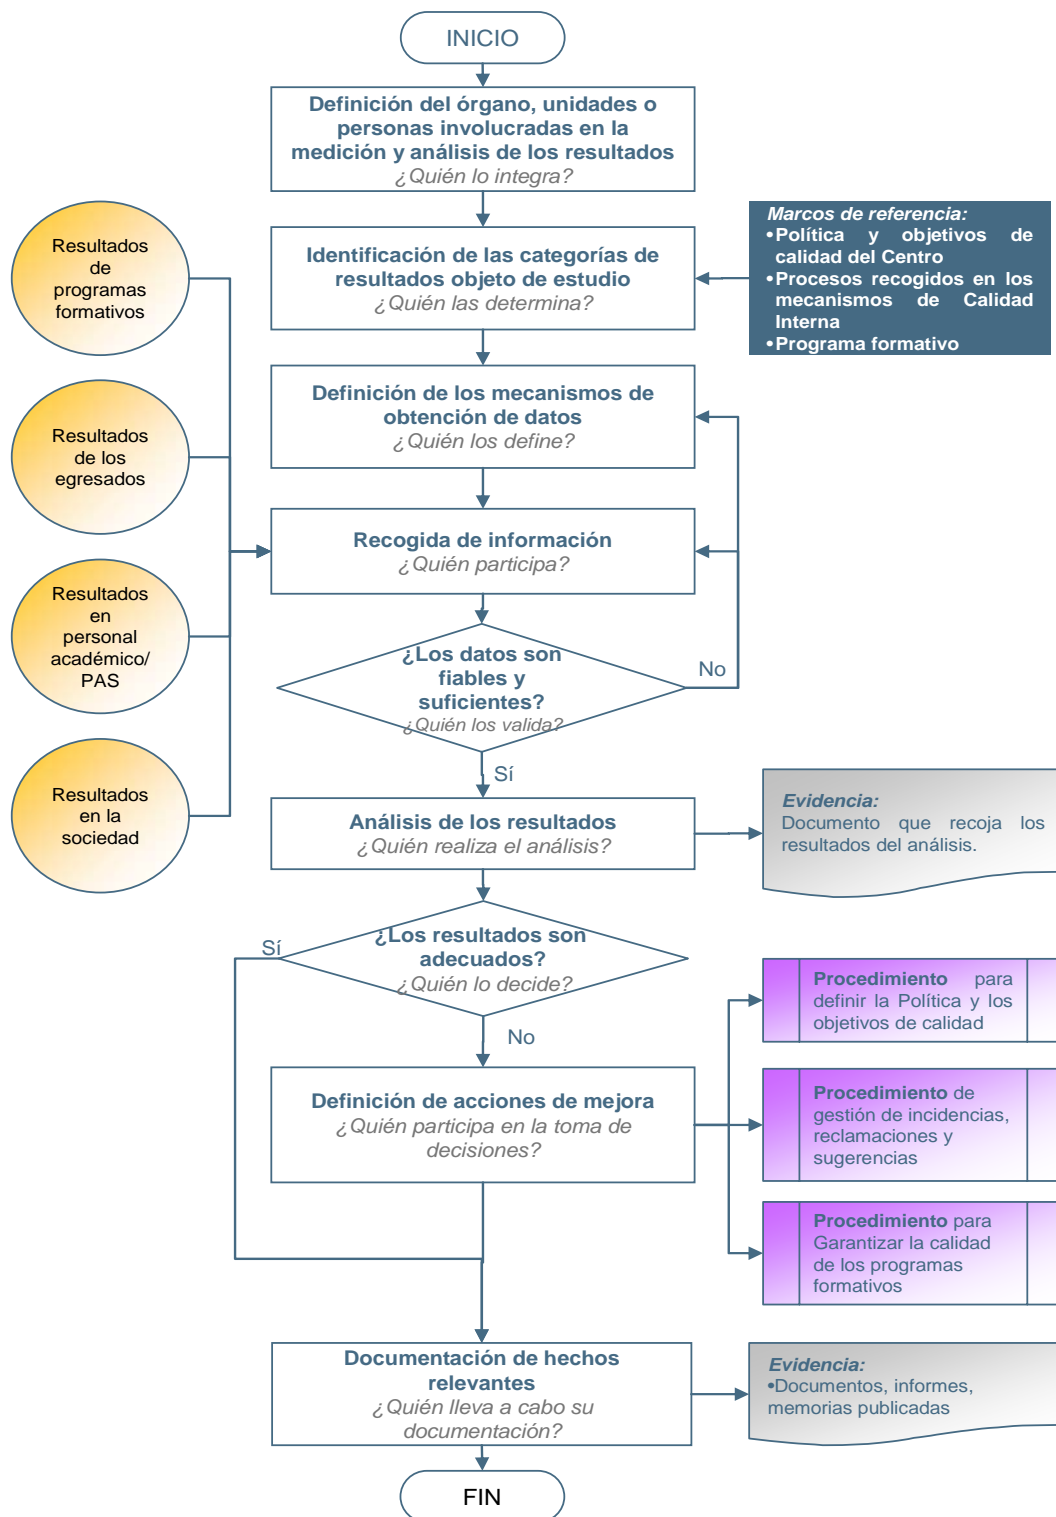 INICIO
Definición del órgano, unidades o
personas involucradas en la
medición y análisis de los resultados
¿Quién lo integra?
Resultados
de
programas
formativos
Identificación de las categorías de
resultados objeto de estudio
¿Quién las determina?
Marcos de referencia:
•Política y objetivos de
calidad del Centro
•Procesos recogidos en los
mecanismos de Calidad
Interna
•Programa formativo
Definición de los mecanismos de
obtención de datos
¿Quién los define?
Resultados
de los
egresados
Recogida de información
¿Quién participa?
Resultados
en
personal
académico/
PAS
¿Los datos son
fiables y
suficientes?
¿Quién los valida?
No
Sí
Resultados
en la
sociedad
Análisis de los resultados
¿Quién realiza el análisis?
Evidencia:
Documento que recoja los
resultados del análisis.
¿Los resultados son
adecuados?
¿Quién lo decide?
Sí
No
Procedimiento para
definir la Política y los
objetivos de calidad
Definición de acciones de mejora
¿Quién participa en la toma de
decisiones?
Procedimiento de
gestión de incidencias,
reclamaciones y
sugerencias
Procedimiento para
Garantizar la calidad
de los programas
formativos
Documentación de hechos
relevantes
¿Quién lleva a cabo su
documentación?
Evidencia:
•Documentos, informes,
memorias publicadas
FIN